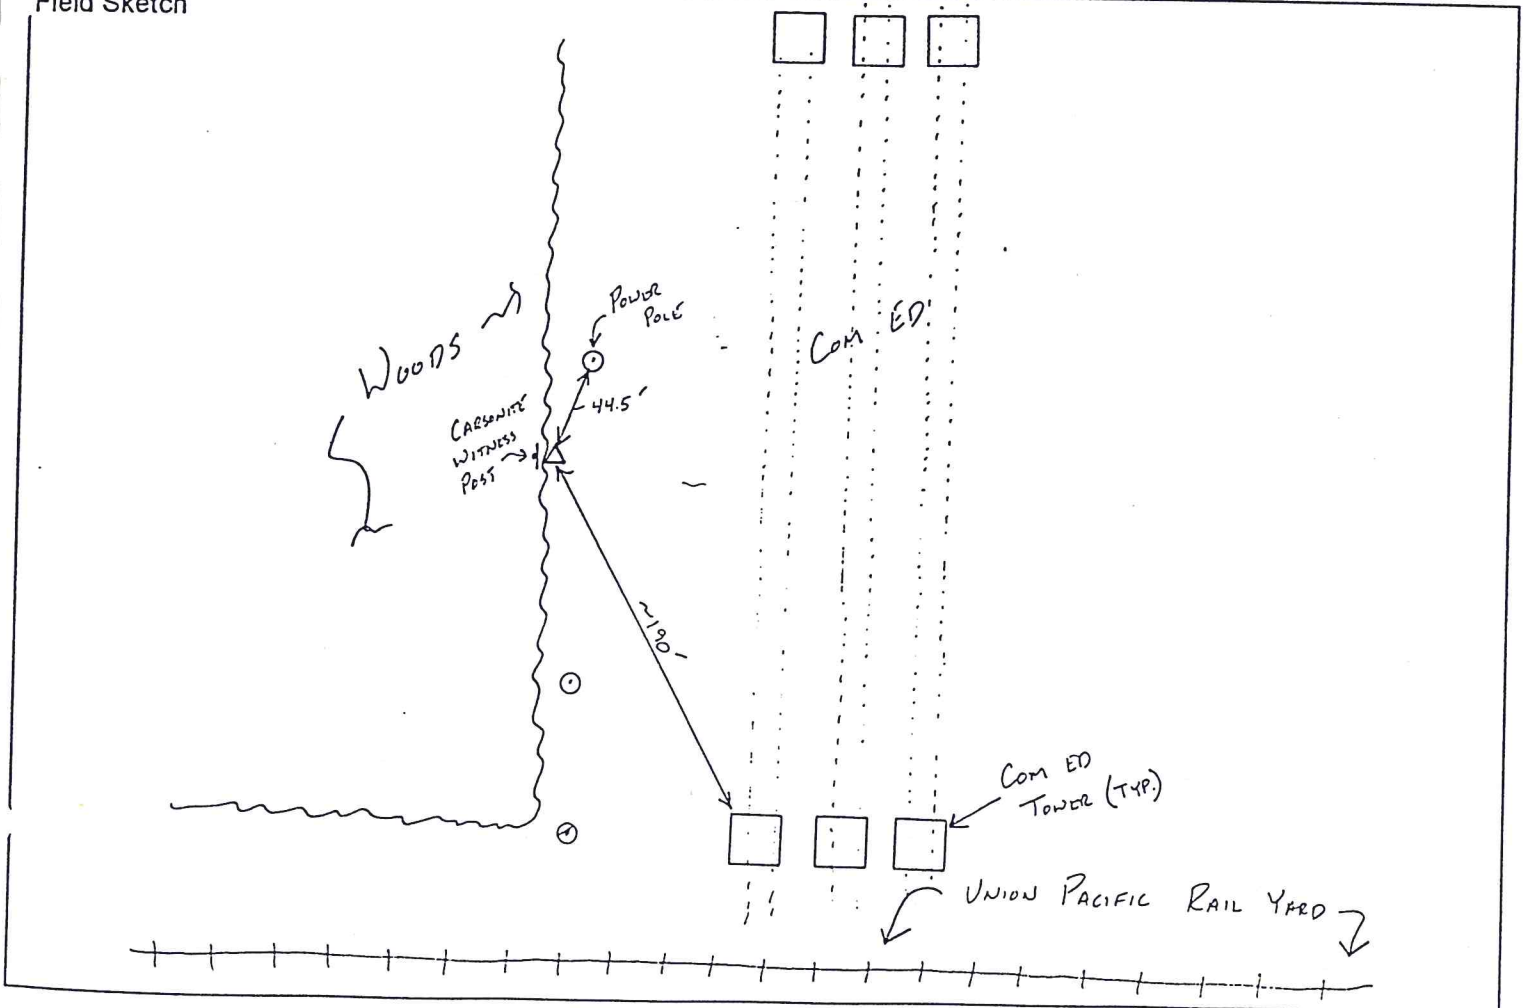 Field Sketch
POWER
POLE
COM ED
WOODS
44.5'
CARSONITE
WITNESS
POST
~190'
COM ED
TOWER (TYP.)
UNION PACIFIC RAIL YARD